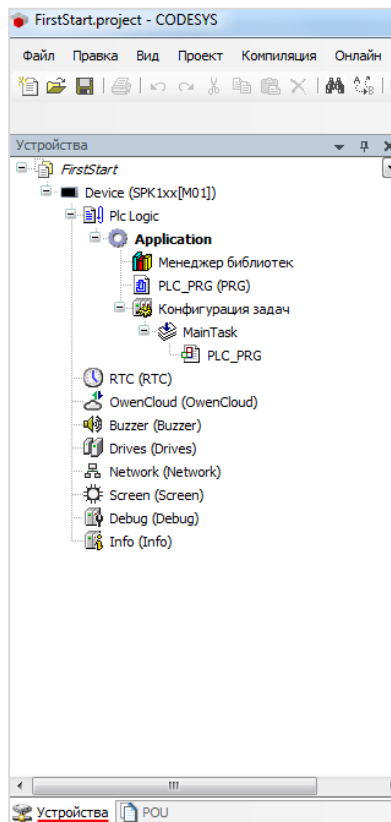 FirstStart.project - CODESYS
Файл Правка Вид Проект Компиляция Онлайн
Устройства
FirstStart
Device (SPK1xx[M01])
Plc Logic
Application
Менеджер библиотек
PLC_PRG (PRG)
Конфигурация задач
MainTask
PLC_PRG
RTC (RTC)
OwenCloud (OwenCloud)
Buzzer (Buzzer)
Drives (Drives)
Network (Network)
Screen (Screen)
Debug (Debug)
Info (Info)
Устройства POU